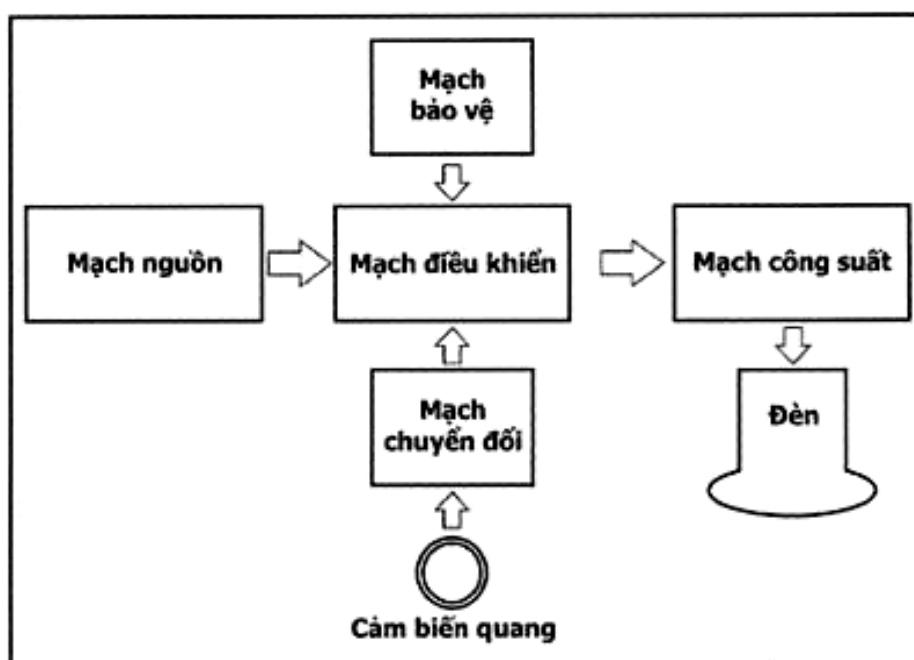 Mạch
bảo vệ
Mạch nguồn
Mạch điều khiển
Mạch công suất
Mạch
chuyển đổi
Đèn
Cảm biến quang